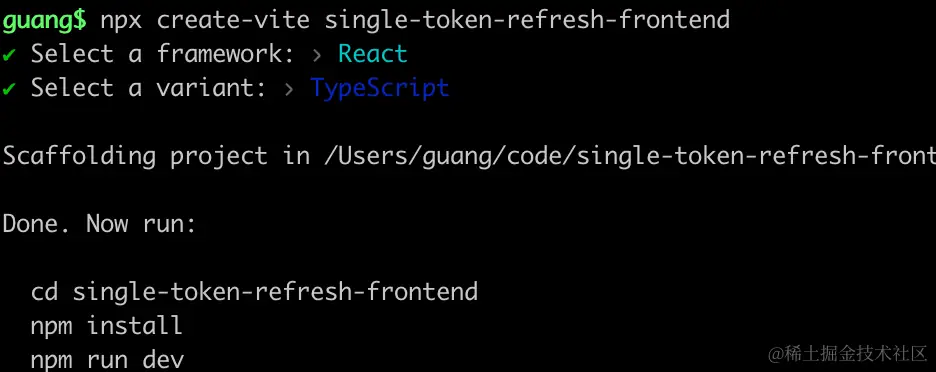 guang$ npx create-vite single-token-refresh-frontend
✔ Select a framework: › React
✔ Select a variant: › TypeScript
Scaffolding project in /Users/guang/code/single-token-refresh-front
Done. Now run:
cd single-token-refresh-frontend
npm install
npm run dev
@稀土掘金技术社区